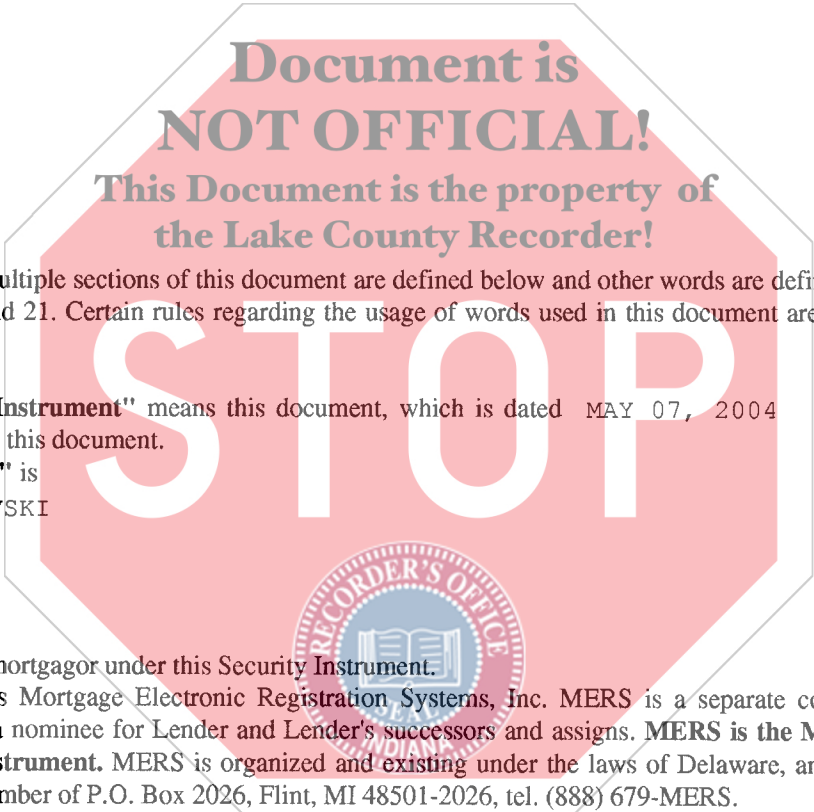 Document is
NOT OFFICIAL!
This Document is the property of
the Lake County Recorder!
ultiple sections of this document are defined below and other words are defi
d 21. Certain rules regarding the usage of words used in this document are
STOP
Instrument" means this document, which is dated MAY 07, 2004
this document.
" is
SKI
RECORDER'S OFFICE
SEAL
INDIANA
nortgagor under this Security Instrument.
s Mortgage Electronic Registration Systems, Inc. MERS is a separate co
nominee for Lender and Lender's successors and assigns. MERS is the M
strument. MERS is organized and existing under the laws of Delaware, an
mber of P.O. Box 2026, Flint, MI 48501-2026, tel. (888) 679-MERS.